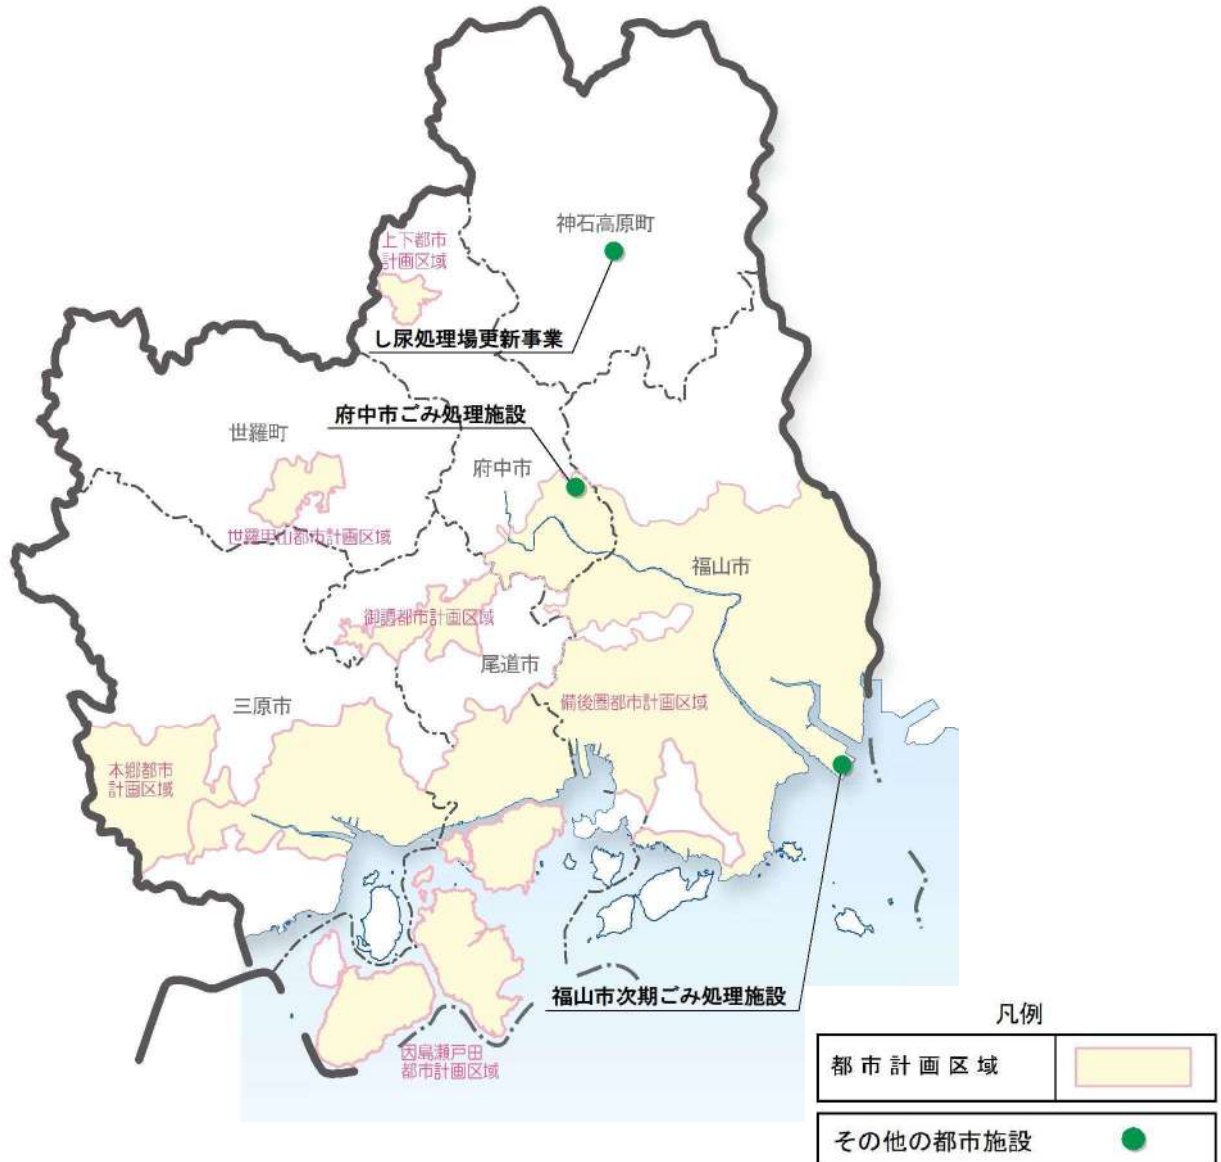 神石高原町
上下都市
計画区域
し尿処理場更新事業
府中市ごみ処理施設
世羅町
府中市
世羅甲山都市計画区域
福山市
御調都市計画区域
尾道市
備後圏都市計画区域
三原市
本郷都市
計画区域
福山市次期ごみ処理施設
因島瀬戸田
都市計画区域
凡例
都市計画区域
その他の都市施設